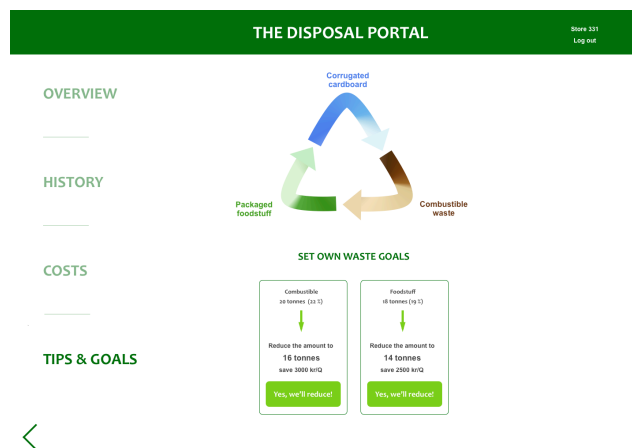 THE DISPOSAL PORTAL
Store 331
Log out
OVERVIEW
HISTORY
COSTS
TIPS & GOALS
Corrugated
cardboard
Packaged
foodstuff
Combustible
waste
SET OWN WASTE GOALS
Combustible
20 tonnes (22 %)
Reduce the amount to
16 tonnes
save 3000 kr/Q
Yes, we'll reduce!
Foodstuff
18 tonnes (19 %)
Reduce the amount to
14 tonnes
save 2500 kr/Q
Yes, we'll reduce!